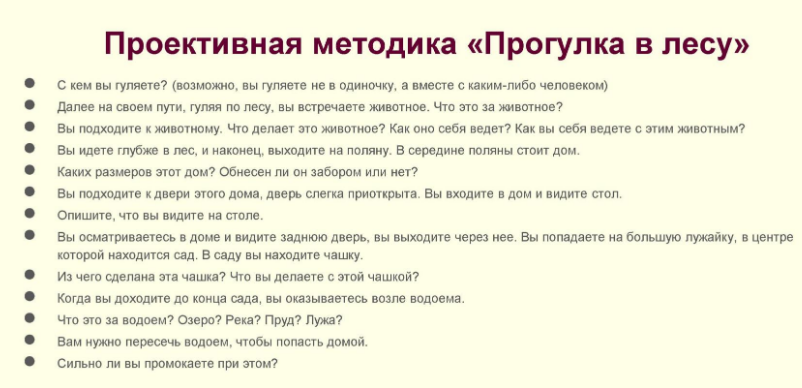 Проективная методика «Прогулка в лесу»
● С кем вы гуляете? (возможно, вы гуляете не в одиночку, а вместе с каким-либо человеком)
● Далее на своем пути, гуляя по лесу, вы встречаете животное. Что это за животное?
● Вы подходите к животному. Что делает это животное? Как оно себя ведет? Как вы себя ведете с этим животным?
● Вы идете глубже в лес, и наконец, выходите на поляну. В середине поляны стоит дом.
● Каких размеров этот дом? Обнесен ли он забором или нет?
● Вы подходите к двери этого дома, дверь слегка приоткрыта. Вы входите в дом и видите стол.
● Опишите, что вы видите на столе.
● Вы осматриваетесь в доме и видите заднюю дверь, вы выходите через нее. Вы попадаете на большую лужайку, в центре
которой находится сад. В саду вы находите чашку.
● Из чего сделана эта чашка? Что вы делаете с этой чашкой?
● Когда вы доходите до конца сада, вы оказываетесь возле водоема.
● Что это за водоем? Озеро? Река? Пруд? Лужа?
● Вам нужно пересечь водоем, чтобы попасть домой.
● Сильно ли вы промокаете при этом?